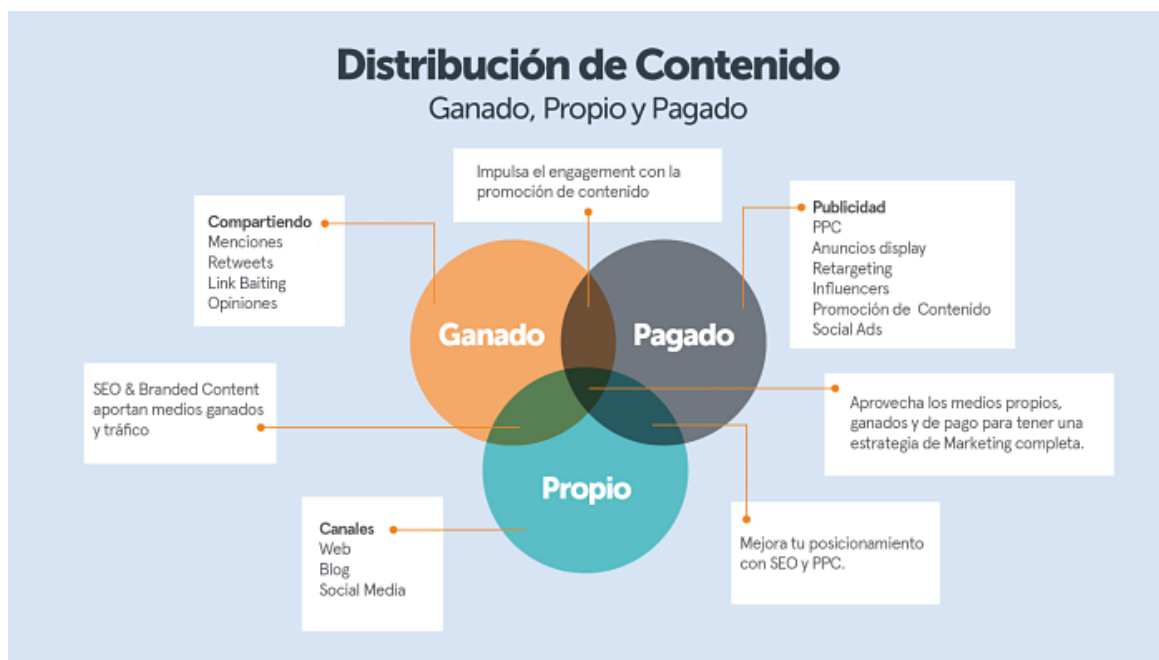 Distribución de Contenido
Ganado, Propio y Pagado
Impulsa el engagement con la
promoción de contenido
Compartiendo
Menciones
Retweets
Link Baiting
Opiniones
Publicidad
PPC
Anuncios display
Retargeting
Influencers
Promoción de Contenido
Social Ads
Ganado
Pagado
SEO & Branded Content
aportan medios ganados
y tráfico
Aprovecha los medios propios,
ganados y de pago para tener una
estrategia de Marketing completa.
Propio
Canales
Web
Blog
Social Media
Mejora tu posicionamiento
con SEO y PPC.